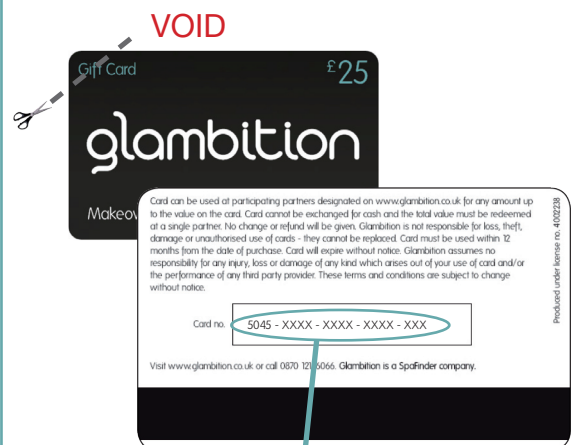 VOID
Gift Card £25
glambition
Card can be used at participating partners designated on www.glambition.co.uk for any amount up
to the value on the card. Card cannot be exchanged for cash and the total value must be redeemed
at a single partner. No change or refund will be given. Glambition is not responsible for loss, theft,
damage or unauthorised use of cards - they cannot be replaced. Card must be used within 12
months from the date of purchase. Card will expire without notice. Glambition assumes no
responsibility for any injury, loss or damage of any kind which arises out of your use of card and/or
the performance of any third party provider. These terms and conditions are subject to change
without notice.
Produced under license no. 4002238
Card no. 5045 - XXXX - XXXX - XXXX - XXX
Visit www.glambition.co.uk or call 0870 6066. Glambition is a SpaFinder company.